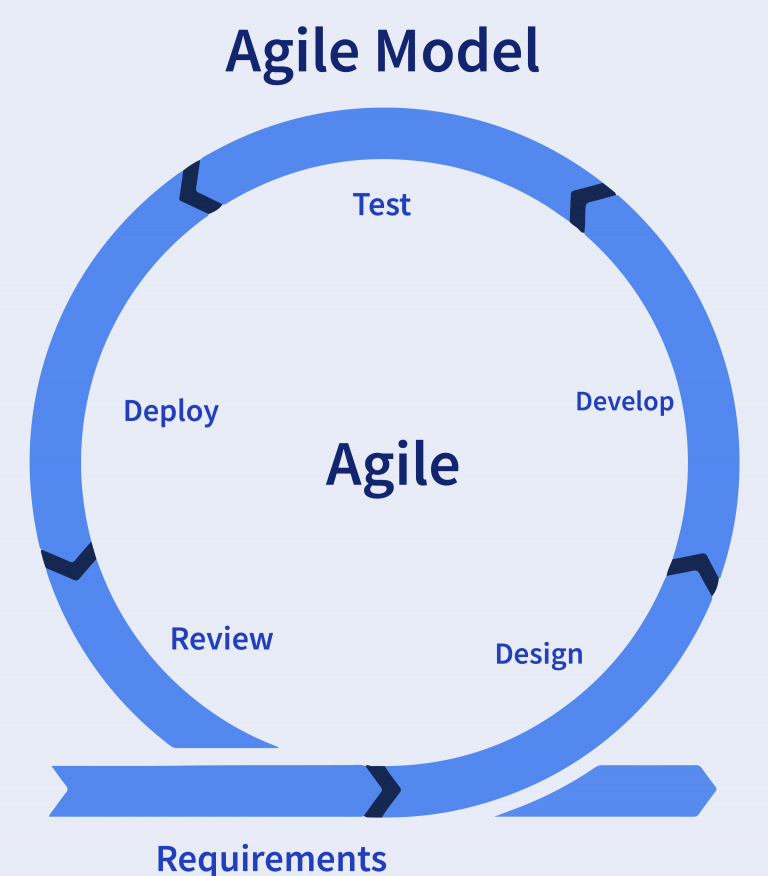 Agile Model
Test
Develop
Deploy
Agile
Review
Design
Requirements